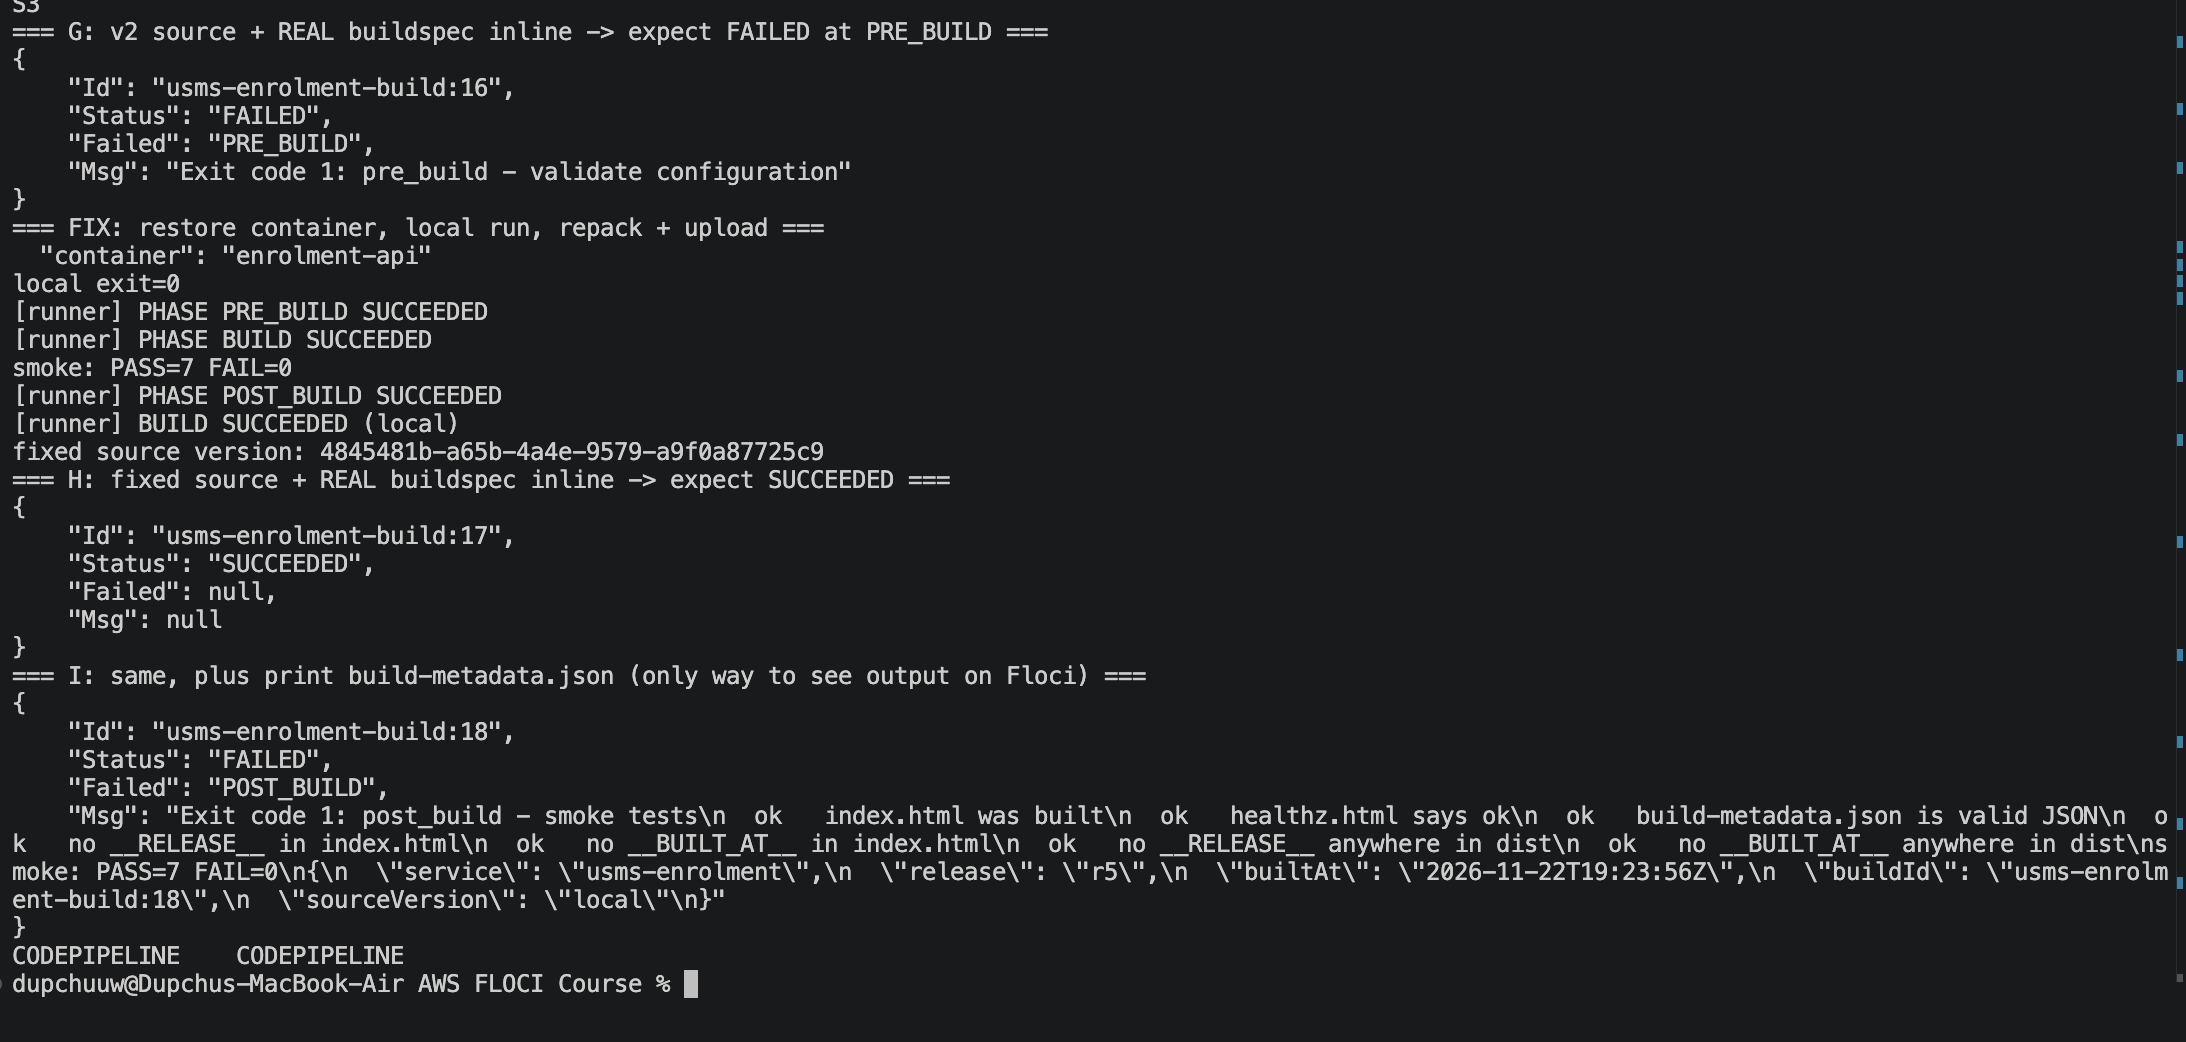 S3
=== G: v2 source + REAL buildspec inline -> expect FAILED at PRE_BUILD ===
{
    "Id": "usms-enrolment-build:16",
    "Status": "FAILED",
    "Failed": "PRE_BUILD",
    "Msg": "Exit code 1: pre_build - validate configuration"
}
=== FIX: restore container, local run, repack + upload ===
  "container": "enrolment-api"
local exit=0
[runner] PHASE PRE_BUILD SUCCEEDED
[runner] PHASE BUILD SUCCEEDED
smoke: PASS=7 FAIL=0
[runner] PHASE POST_BUILD SUCCEEDED
[runner] BUILD SUCCEEDED (local)
fixed source version: 4845481b-a65b-4a4e-9579-a9f0a87725c9
=== H: fixed source + REAL buildspec inline -> expect SUCCEEDED ===
{
    "Id": "usms-enrolment-build:17",
    "Status": "SUCCEEDED",
    "Failed": null,
    "Msg": null
}
=== I: same, plus print build-metadata.json (only way to see output on Floci) ===
{
    "Id": "usms-enrolment-build:18",
    "Status": "FAILED",
    "Failed": "POST_BUILD",
    "Msg": "Exit code 1: post_build - smoke tests\n  ok   index.html was built\n  ok   healthz.html says ok\n  ok   build-metadata.json is valid JSON\n  o
k   no __RELEASE__ in index.html\n  ok   no __BUILT_AT__ in index.html\n  ok   no __RELEASE__ anywhere in dist\n  ok   no __BUILT_AT__ anywhere in dist\ns
moke: PASS=7 FAIL=0\n{\n  \"service\": \"usms-enrolment\",\n  \"release\": \"r5\",\n  \"builtAt\": \"2026-11-22T19:23:56Z\",\n  \"buildId\": \"usms-enrolm
ent-build:18\",\n  \"sourceVersion\": \"local\"\n}"
}
CODEPIPELINE    CODEPIPELINE
dupchuuw@Dupchus-MacBook-Air AWS FLOCI Course %